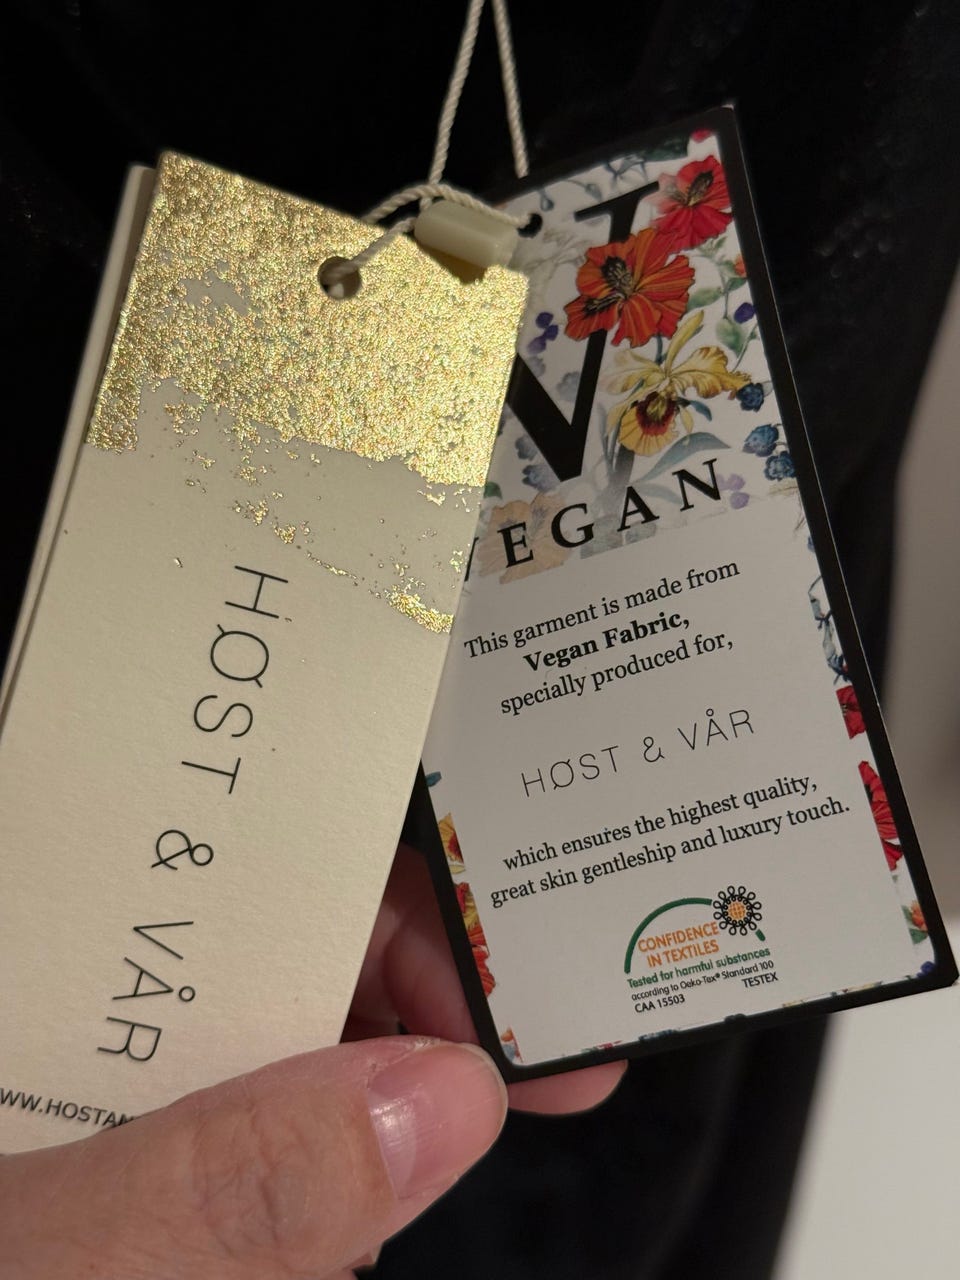 HØST & VÅR
WWW.HOSTAN
V
VEGAN
This garment is made from
Vegan Fabric,
specially produced for,
HØST & VÅR
which ensures the highest quality,
great skin gentleship and luxury touch.
CONFIDENCE
IN TEXTILES
Tested for harmful substances
according to Oeko-Tex® Standard 100
CAA 15503 TESTEX